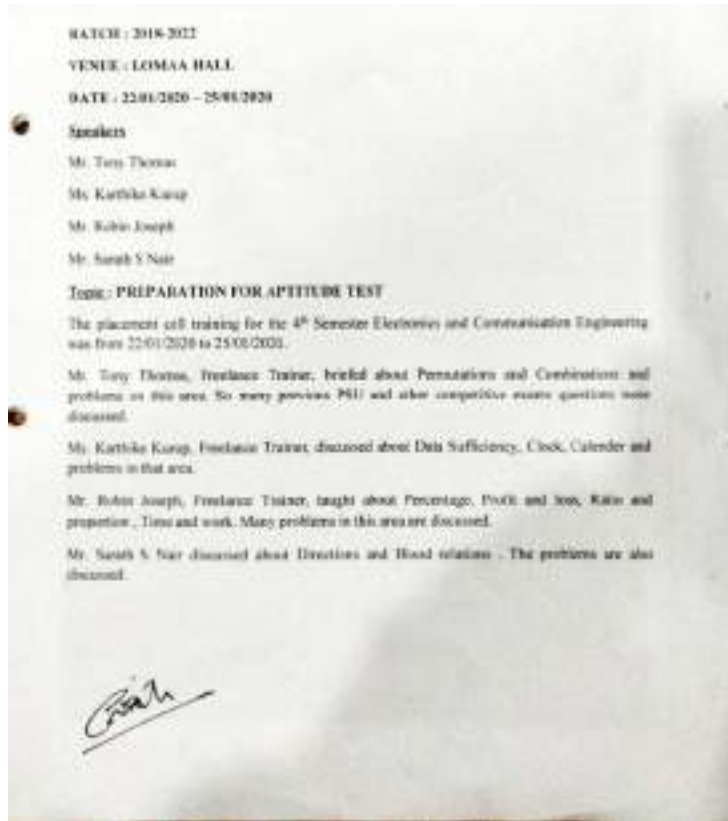 BATCH : 2018-2022
VENUE : LOMAA HALL
DATE : 22/01/2020 – 25/01/2020
Speakers
Mr. Tony Thomas
Ms. Karthika Kurup
Mr. Robin Joseph
Mr. Sarath S Nair
Topic : PREPARATION FOR APTITUDE TEST
The placement cell training for the 4th Semester Electronics and Communication Engineering
was from 22/01/2020 to 25/01/2020.
Mr. Tony Thomas, Freelance Trainer, briefed about Permutations and Combinations and
problems on this area. So many previous PSU and other competitive exams questions were
discussed.
Ms. Karthika Kurup, Freelance Trainer, discussed about Data Sufficiency, Clock, Calender and
problems in that area.
Mr. Robin Joseph, Freelance Trainer, taught about Percentage, Profit and loss, Ratio and
proportion , Time and work. Many problems in this area are discussed.
Mr. Sarath S Nair discussed about Directions and Blood relations . The problems are also
discussed.